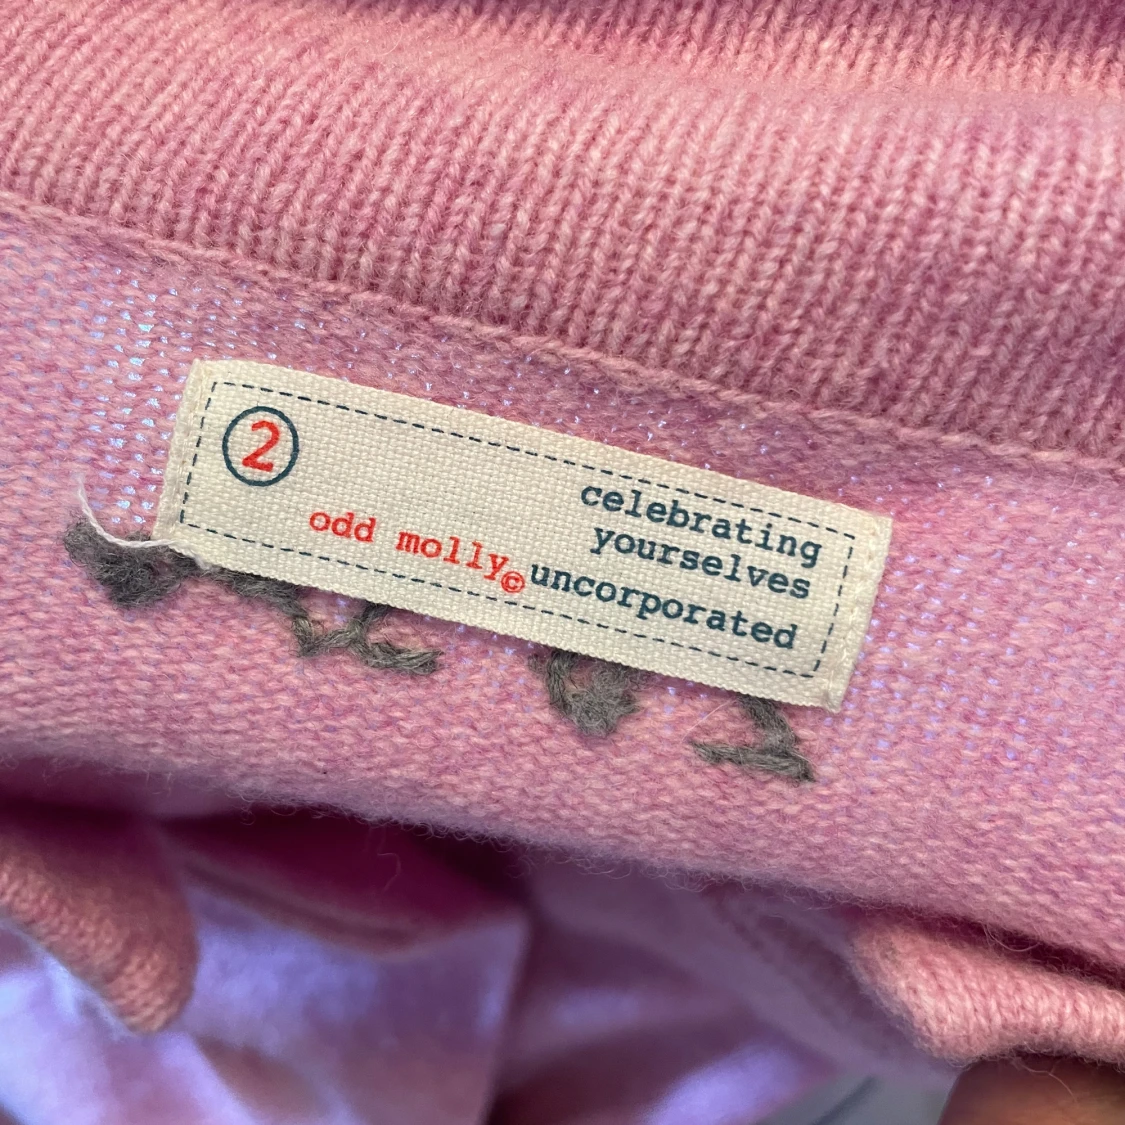 2
celebrating
yourselves
odd molly© uncorporated